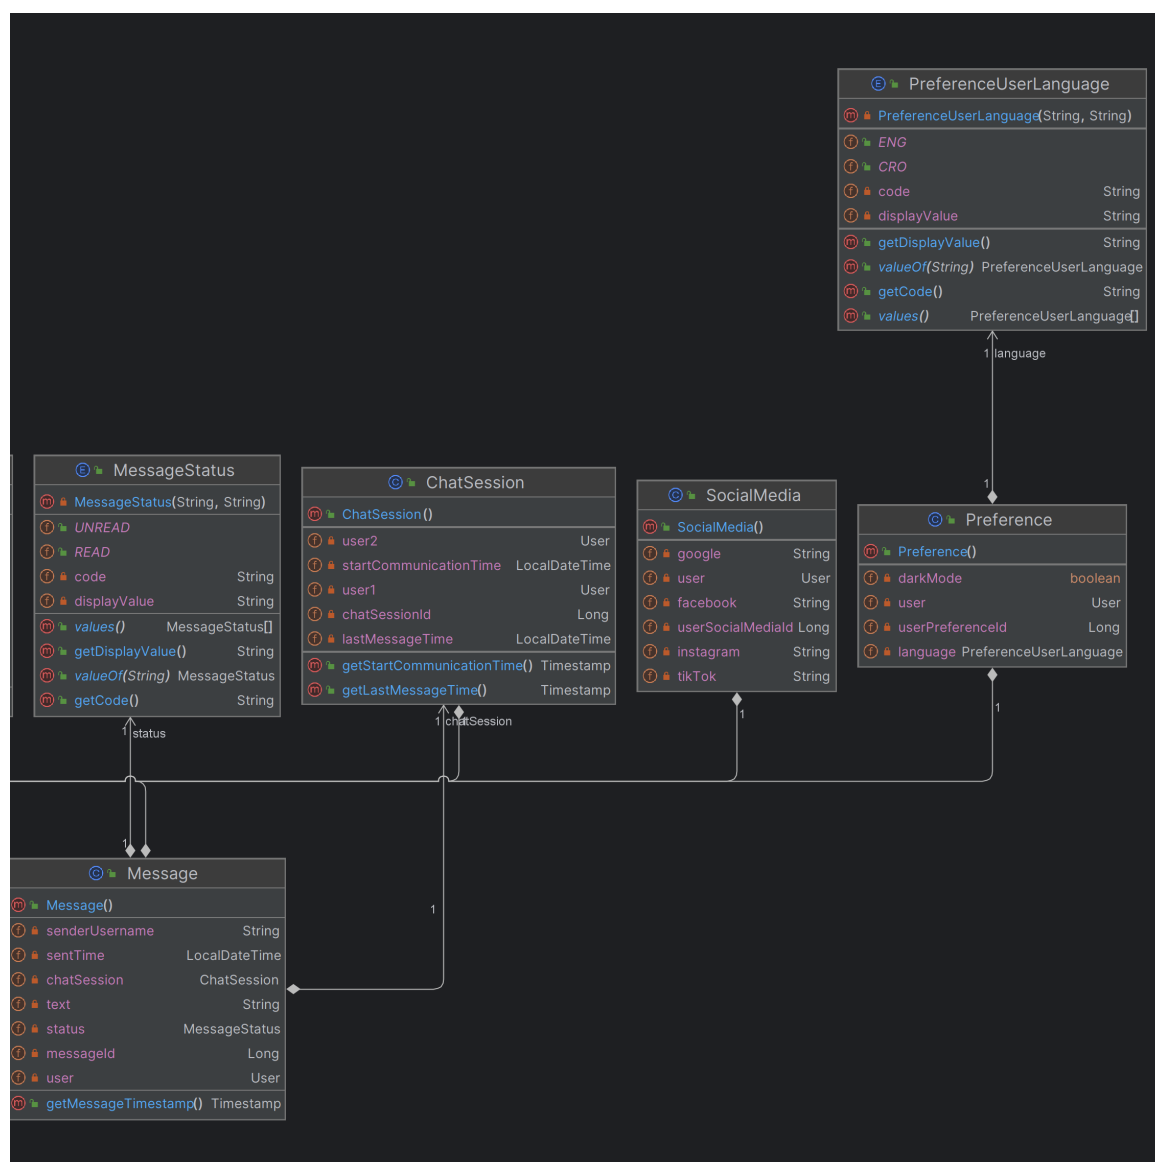 PreferenceUserLanguage
PreferenceUserLanguage(String, String)
ENG
CRO
code String
displayValue String
getDisplayValue() String
valueOf(String) PreferenceUserLanguage
getCode() String
values() PreferenceUserLanguage[]
1 language
1
MessageStatus
MessageStatus(String, String)
UNREAD
READ
code String
displayValue String
values() MessageStatus[]
getDisplayValue() String
valueOf(String) MessageStatus
getCode() String
1 status
1
ChatSession
ChatSession()
user2 User
startCommunicationTime LocalDateTime
user1 User
chatSessionId Long
lastMessageTime LocalDateTime
getStartCommunicationTime() Timestamp
getLastMessageTime() Timestamp
1 chatSession
1
SocialMedia
SocialMedia()
google String
user User
facebook String
userSocialMediaId Long
instagram String
tikTok String
1
Preference
Preference()
darkMode boolean
user User
userPreferenceId Long
language PreferenceUserLanguage
1
Message
Message()
senderUsername String
sentTime LocalDateTime
chatSession ChatSession
text String
status MessageStatus
messageId Long
user User
getMessageTimestamp() Timestamp
1